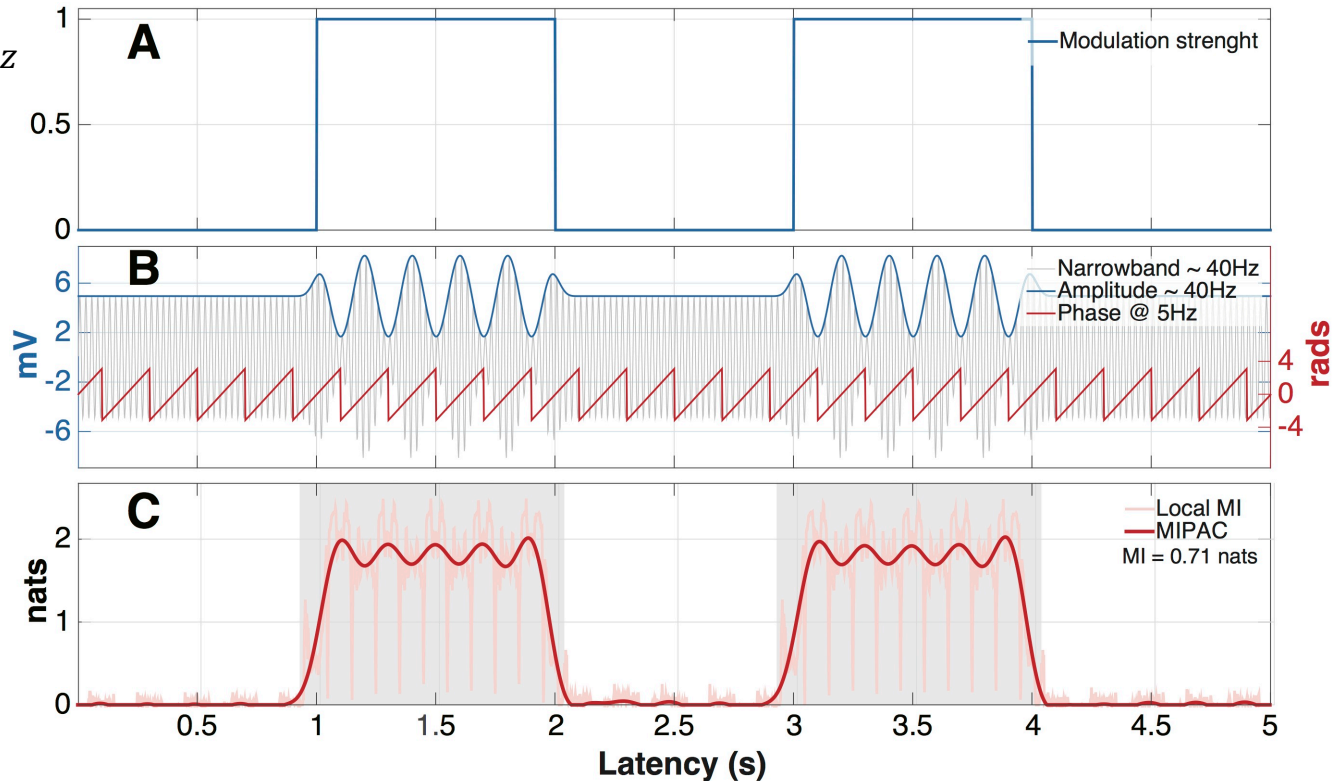 A
z
1
0.5
0
Modulation strenght
B
6
2
-2
-6
mV
Narrowband ~ 40Hz
Amplitude ~ 40Hz
Phase @ 5Hz
4
0
-4
rads
C
2
1
0
nats
Local MI
MIPAC
MI = 0.71 nats
0.5 1 1.5 2 2.5 3 3.5 4 4.5 5
Latency (s)